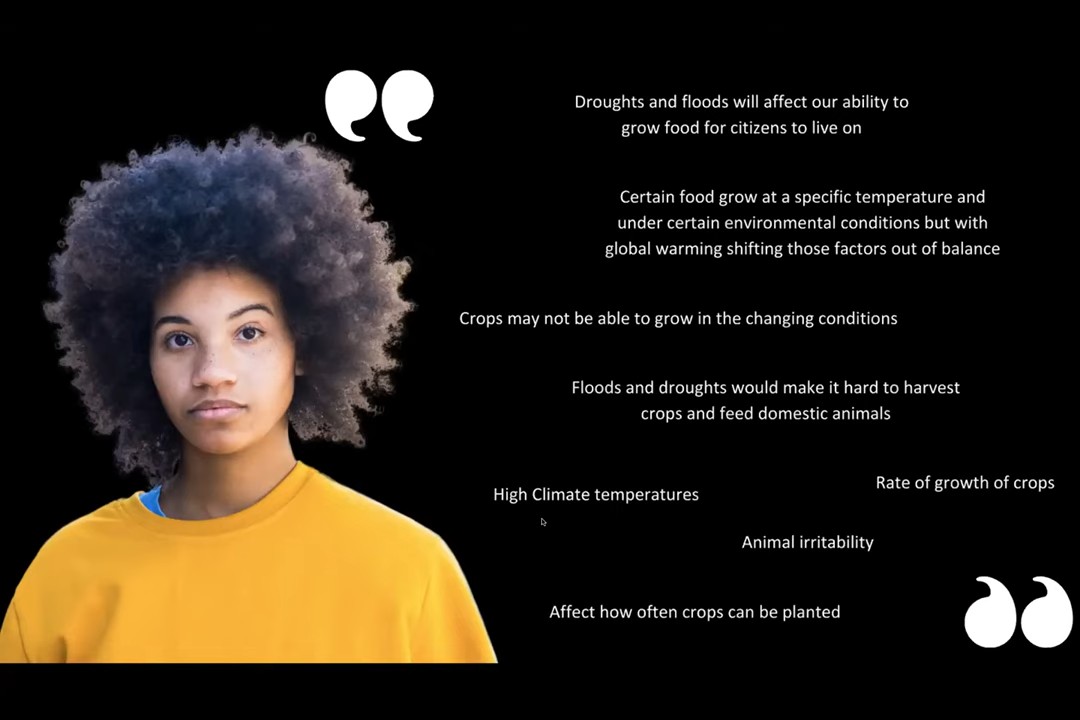 Droughts and floods will affect our ability to
grow food for citizens to live on
Certain food grow at a specific temperature and
under certain environmental conditions but with
global warming shifting those factors out of balance
Crops may not be able to grow in the changing conditions
Floods and droughts would make it hard to harvest
crops and feed domestic animals
High Climate temperatures
Rate of growth of crops
Animal irritability
Affect how often crops can be planted